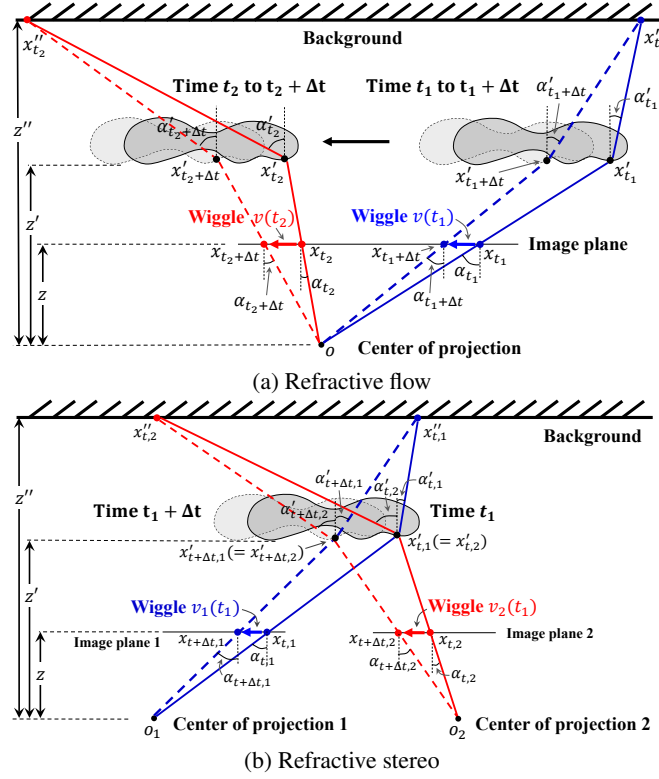 Background
x''_{t_2}
x''_{t
Time t_2 to t_2 + Δt
Time t_1 to t_1 + Δt
α'_{t_2+Δt}
α'_{t_2}
α'_{t_1+Δt}
α'_{t_1}
x'_{t_2+Δt}
x'_{t_2}
x'_{t_1+Δt}
x'_{t_1}
z''
z'
z
Wiggle v(t_2)
Wiggle v(t_1)
x_{t_2+Δt}
x_{t_2}
x_{t_1+Δt}
x_{t_1}
Image plane
α_{t_2+Δt}
α_{t_2}
α_{t_1+Δt}
α_{t_1}
o
Center of projection
(a) Refractive flow
x''_{t,2}
x''_{t,1}
Background
α'_{t+Δt,1}
α'_{t,1}
α'_{t+Δt,2}
α'_{t,2}
Time t_1 + Δt
Time t_1
x'_{t+Δt,1}(= x'_{t+Δt,2})
x'_{t,1}(= x'_{t,2})
z''
z'
z
Wiggle v_1(t_1)
Wiggle v_2(t_1)
Image plane 1
x_{t+Δt,1}
x_{t,1}
x_{t+Δt,2}
x_{t,2}
Image plane 2
α_{t+Δt,1}
α_{t,1}
α_{t+Δt,2}
α_{t,2}
o_1
Center of projection 1
o_2
Center of projection 2
(b) Refractive stereo